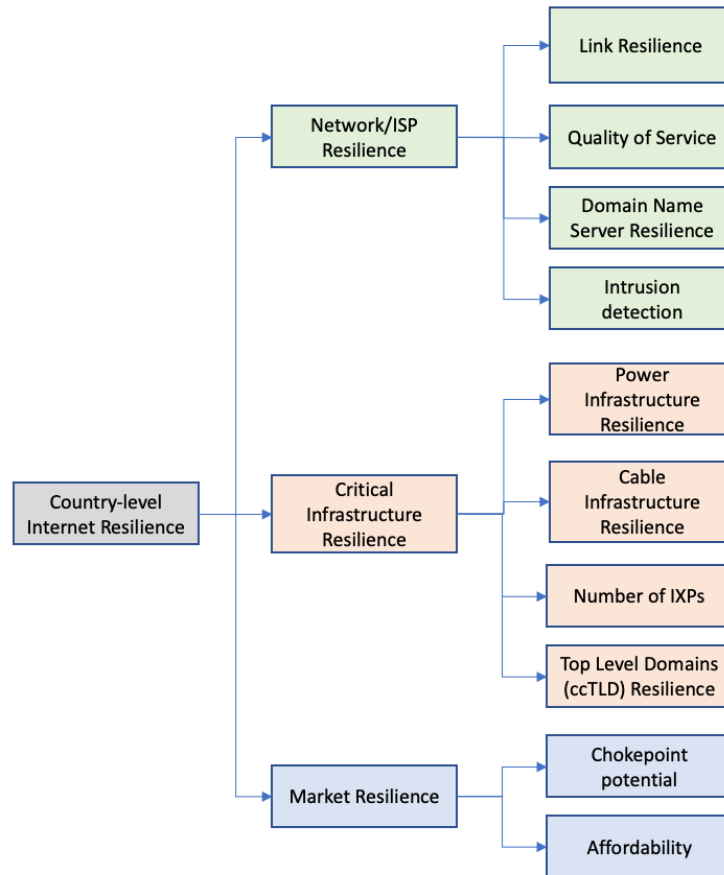 Link Resilience
Network/ISP
Resilience
Quality of Service
Domain Name
Server Resilience
Intrusion
detection
Power
Infrastructure
Resilience
Country-level
Internet Resilience
Critical
Infrastructure
Resilience
Cable
Infrastructure
Resilience
Number of IXPs
Top Level Domains
(ccTLD) Resilience
Market Resilience
Chokepoint
potential
Affordability